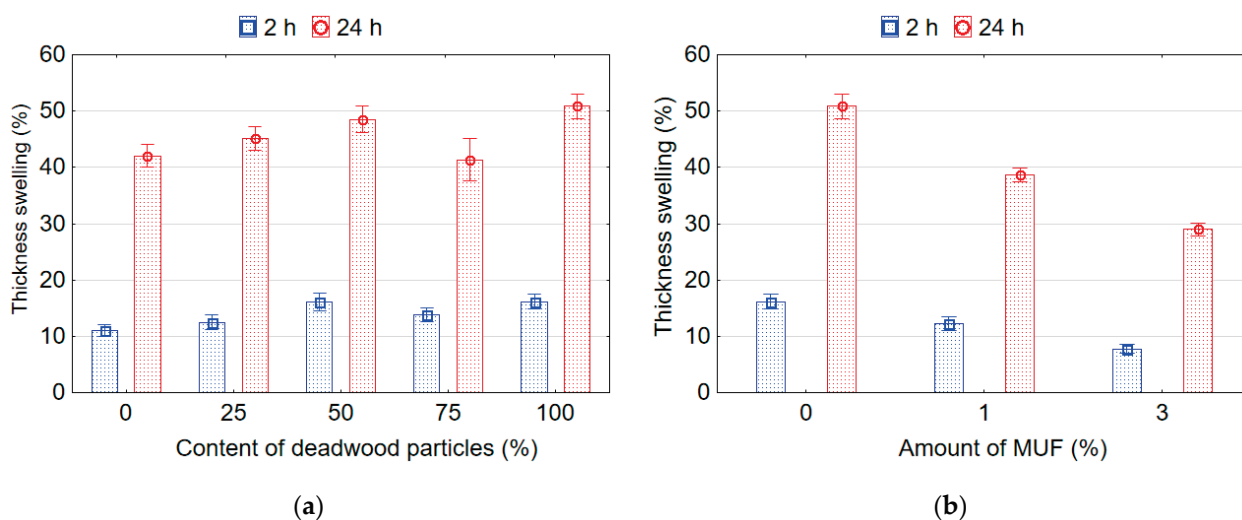 2 h 24 h
60
50
40
30
20
10
0
Thickness swelling (%)
0 25 50 75 100
Content of deadwood particles (%)
(a)
2 h 24 h
60
50
40
30
20
10
0
Thickness swelling (%)
0 1 3
Amount of MUF (%)
(b)